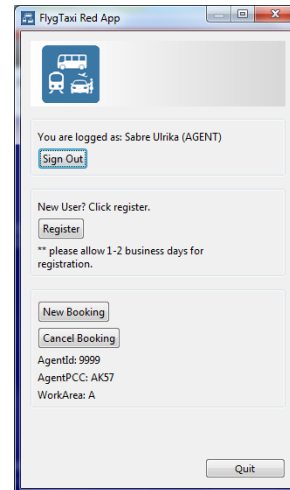 FlygTaxi Red App
You are logged as: Sabre Ulrika (AGENT)
Sign Out
New User? Click register.
Register
** please allow 1-2 business days for
registration.
New Booking
Cancel Booking
AgentId: 9999
AgentPCC: AK57
WorkArea: A
Quit